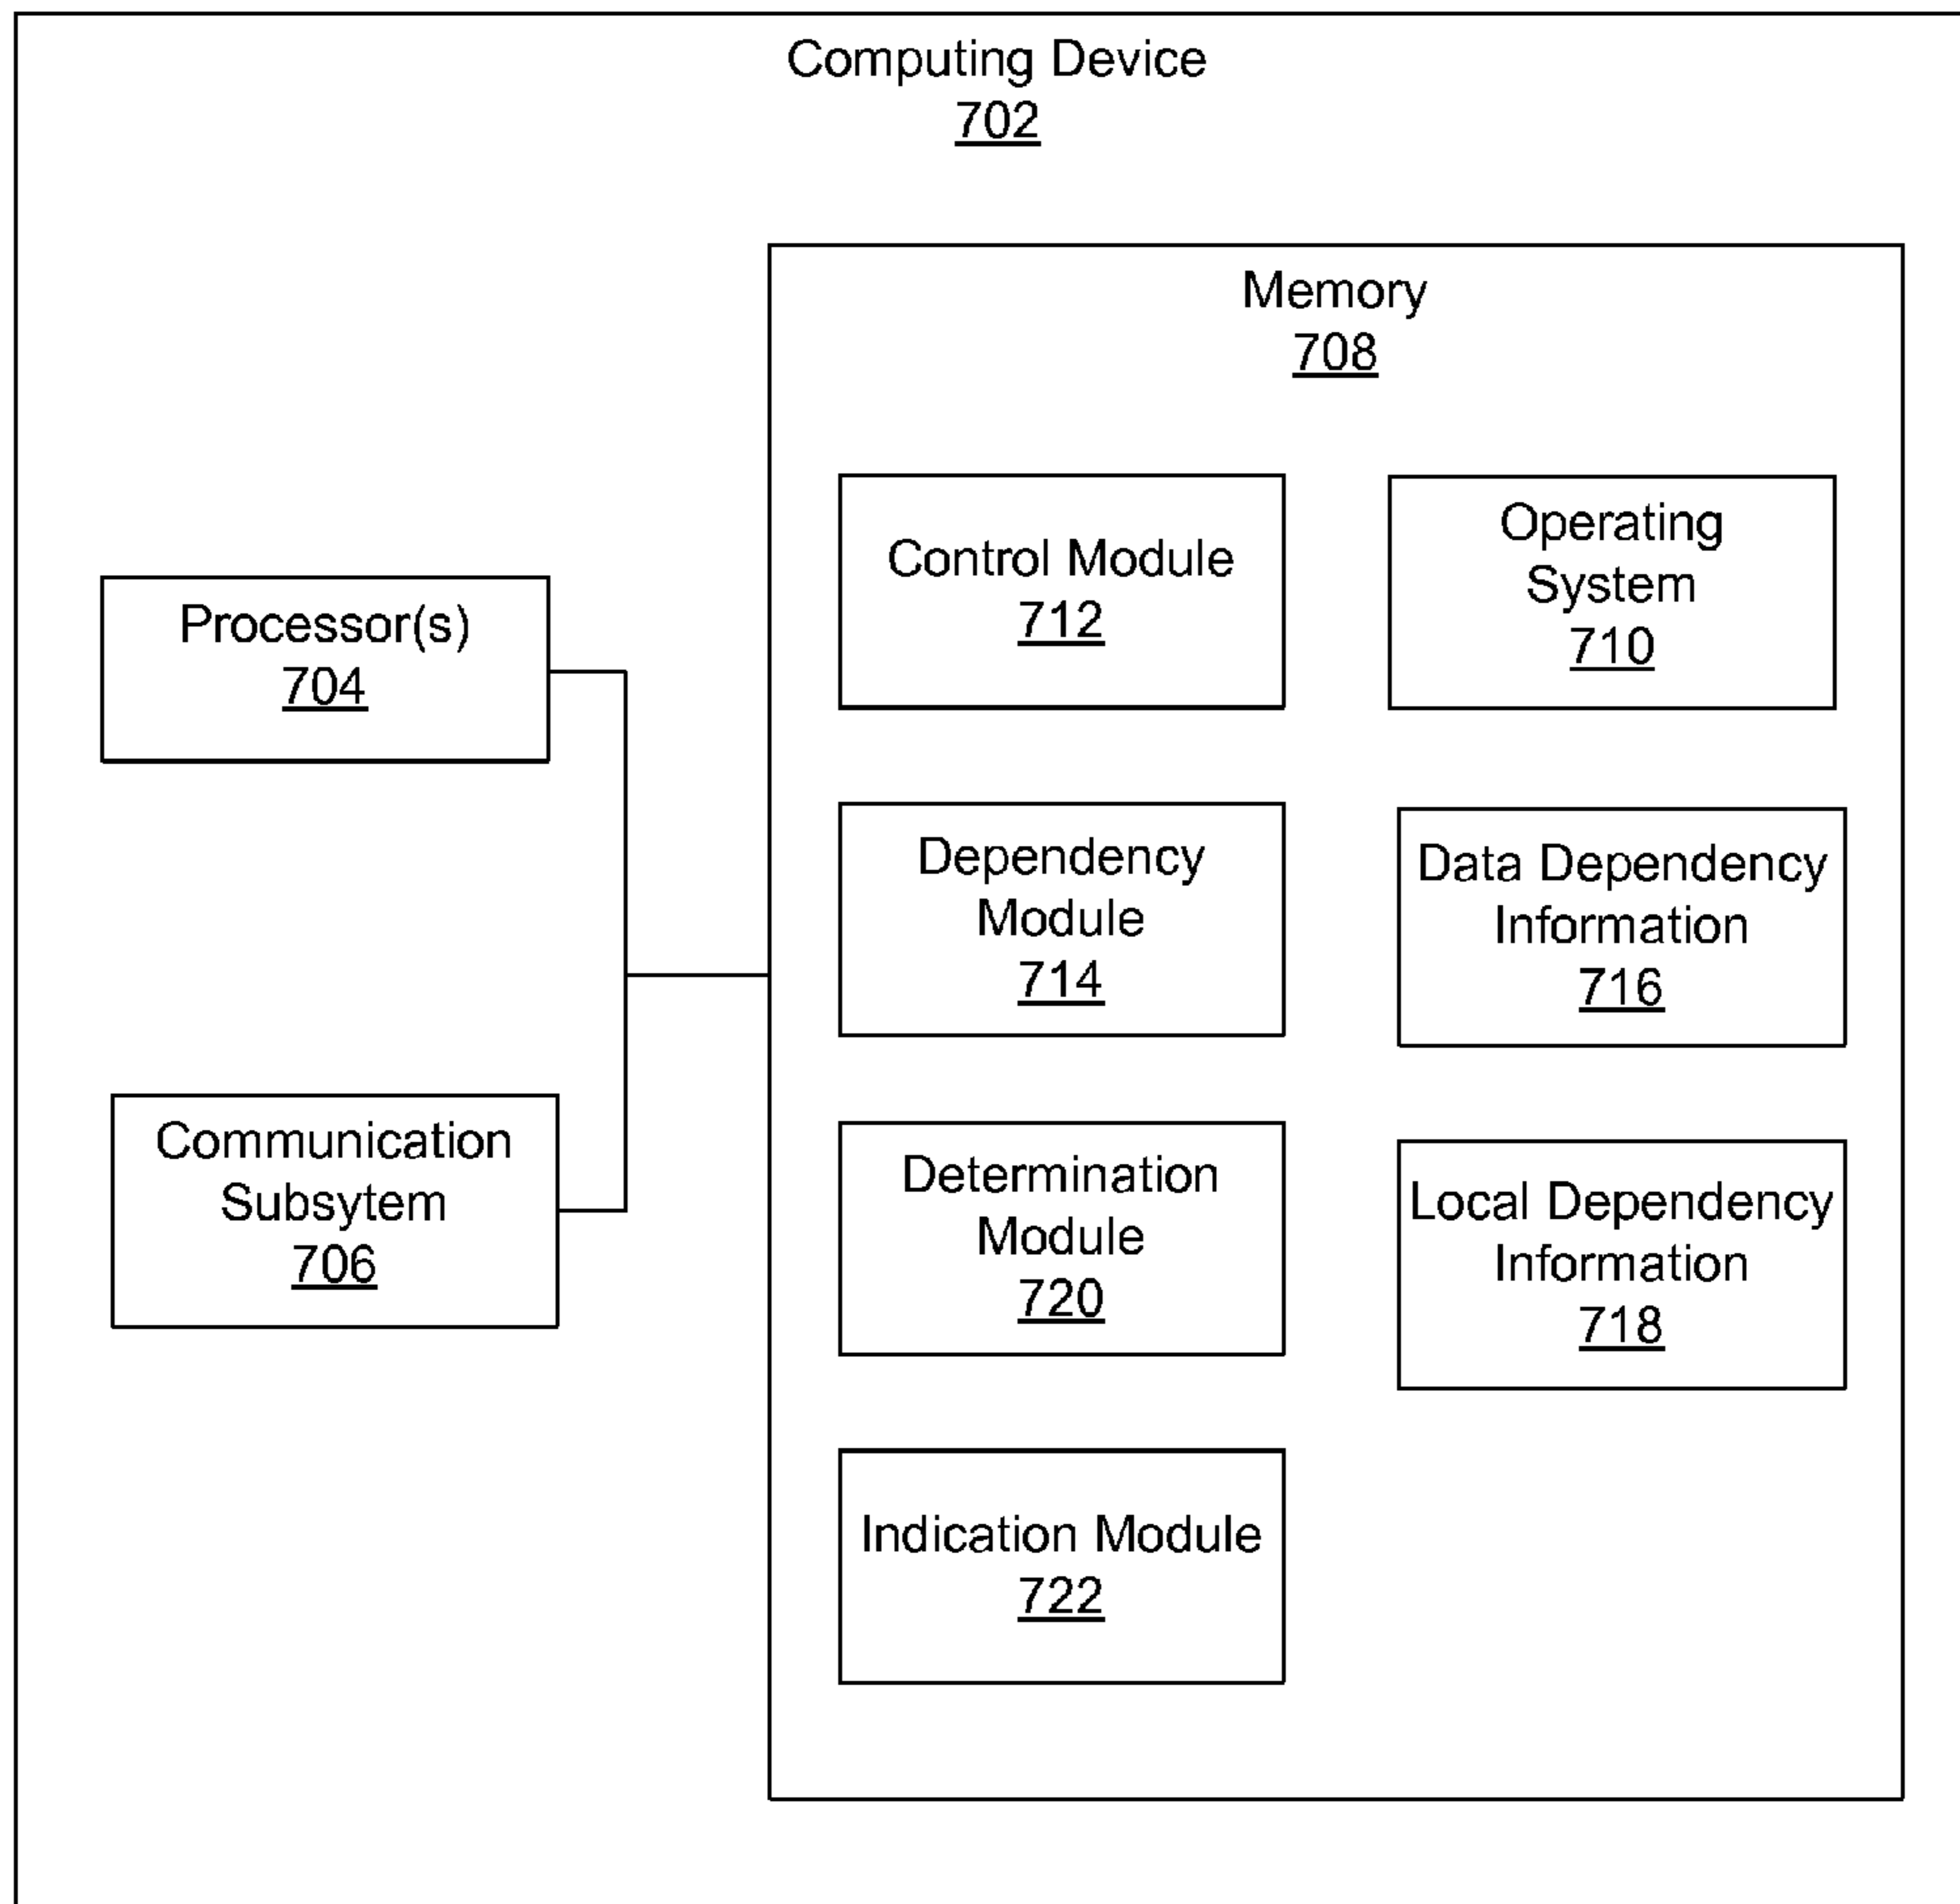 Computing Device
702
Memory
708
Control Module
712
Operating
System
710
Processor(s)
704
Dependency
Module
714
Data Dependency
Information
716
Communication
Subsytem
706
Determination
Module
720
Local Dependency
Information
718
Indication Module
722